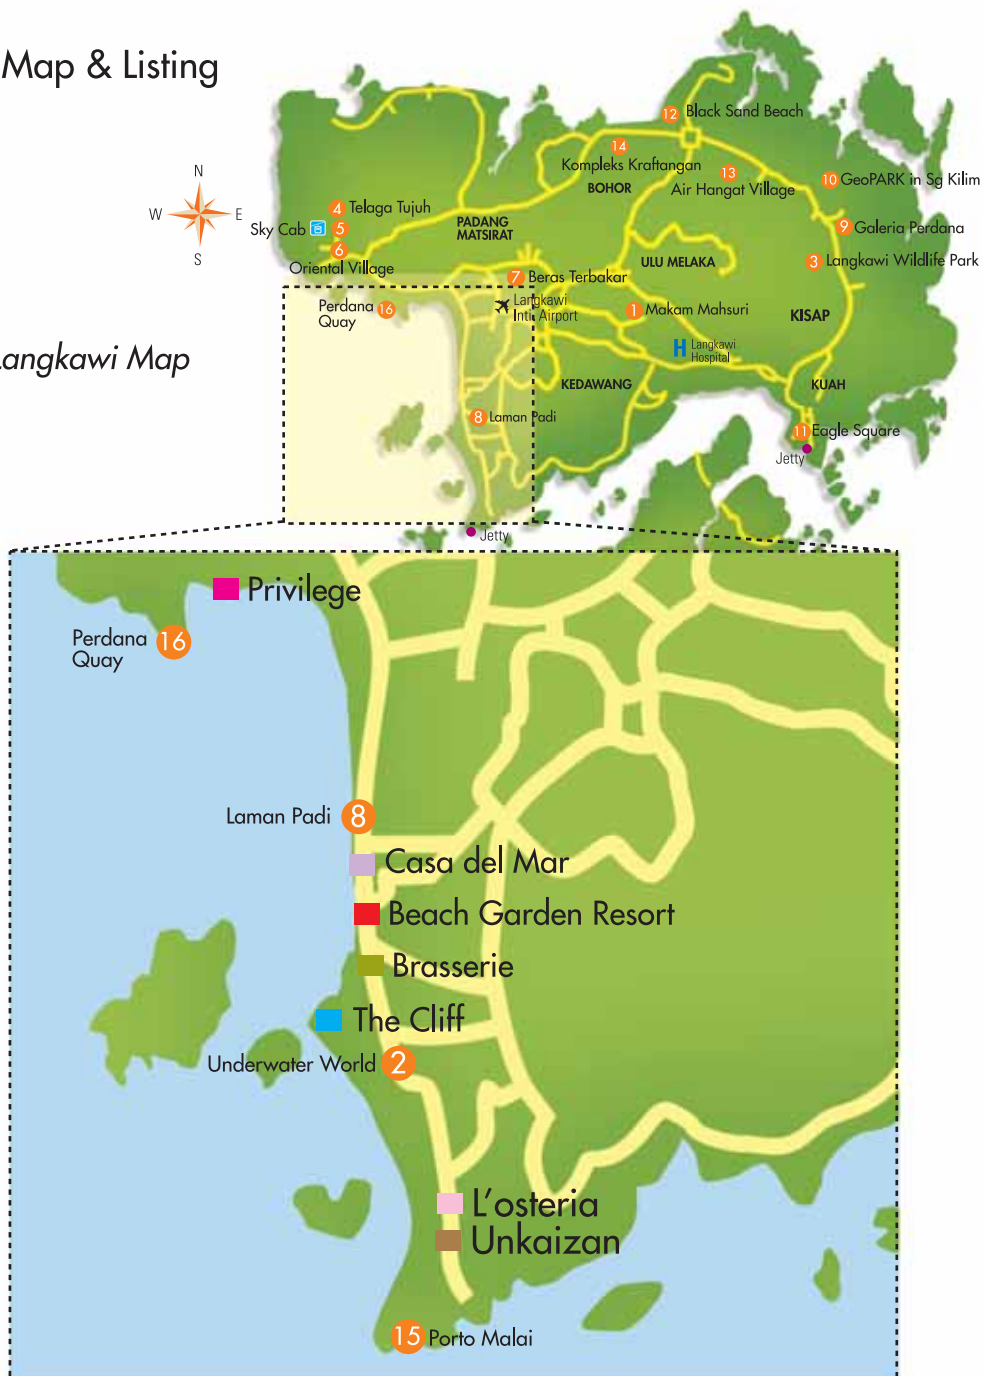 Map & Listing
12 Black Sand Beach
14
Kompleks Kraftangan
13
Air Hangat Village
BOHOR
10 GeoPARK in Sg Kilim
N
W E
S
4 Telaga Tujuh
Sky Cab 5
6
Oriental Village
PADANG
MATSIRAT
9 Galeria Perdana
ULU MELAKA
3 Langkawi Wildlife Park
7 Beras Terbakar
Perdana
Quay
16
Langkawi
Intl. Airport
1 Makam Mahsuri
KISAP
Langkawi Map
H Langkawi
Hospital
KEDAWANG
KUAH
8 Laman Padi
11 Eagle Square
Jetty
Jetty
Privilege
Perdana
Quay
16
Laman Padi 8
Casa del Mar
Beach Garden Resort
Brasserie
The Cliff
Underwater World 2
L'osteria
Unkaizan
15 Porto Malai